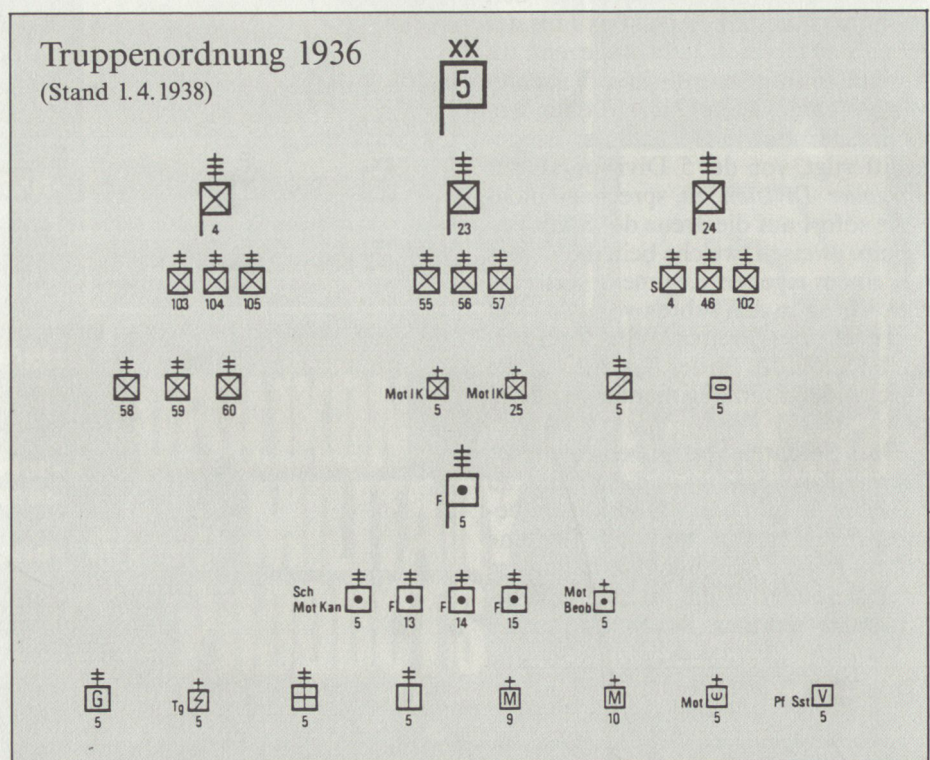 Truppenordnung 1936
(Stand 1. 4. 1938)
XX
5
4 23 24
103 104 105 55 56 57 S 4 46 102
58 59 60 Mot IK 5 Mot IK 25 5 5
F 5
Sch Mot Kan 5 F 13 F 14 F 15 Mot Beob 5
G 5 Tg 5 5 5 M 9 M 10 Mot 5 Pf Sst V 5